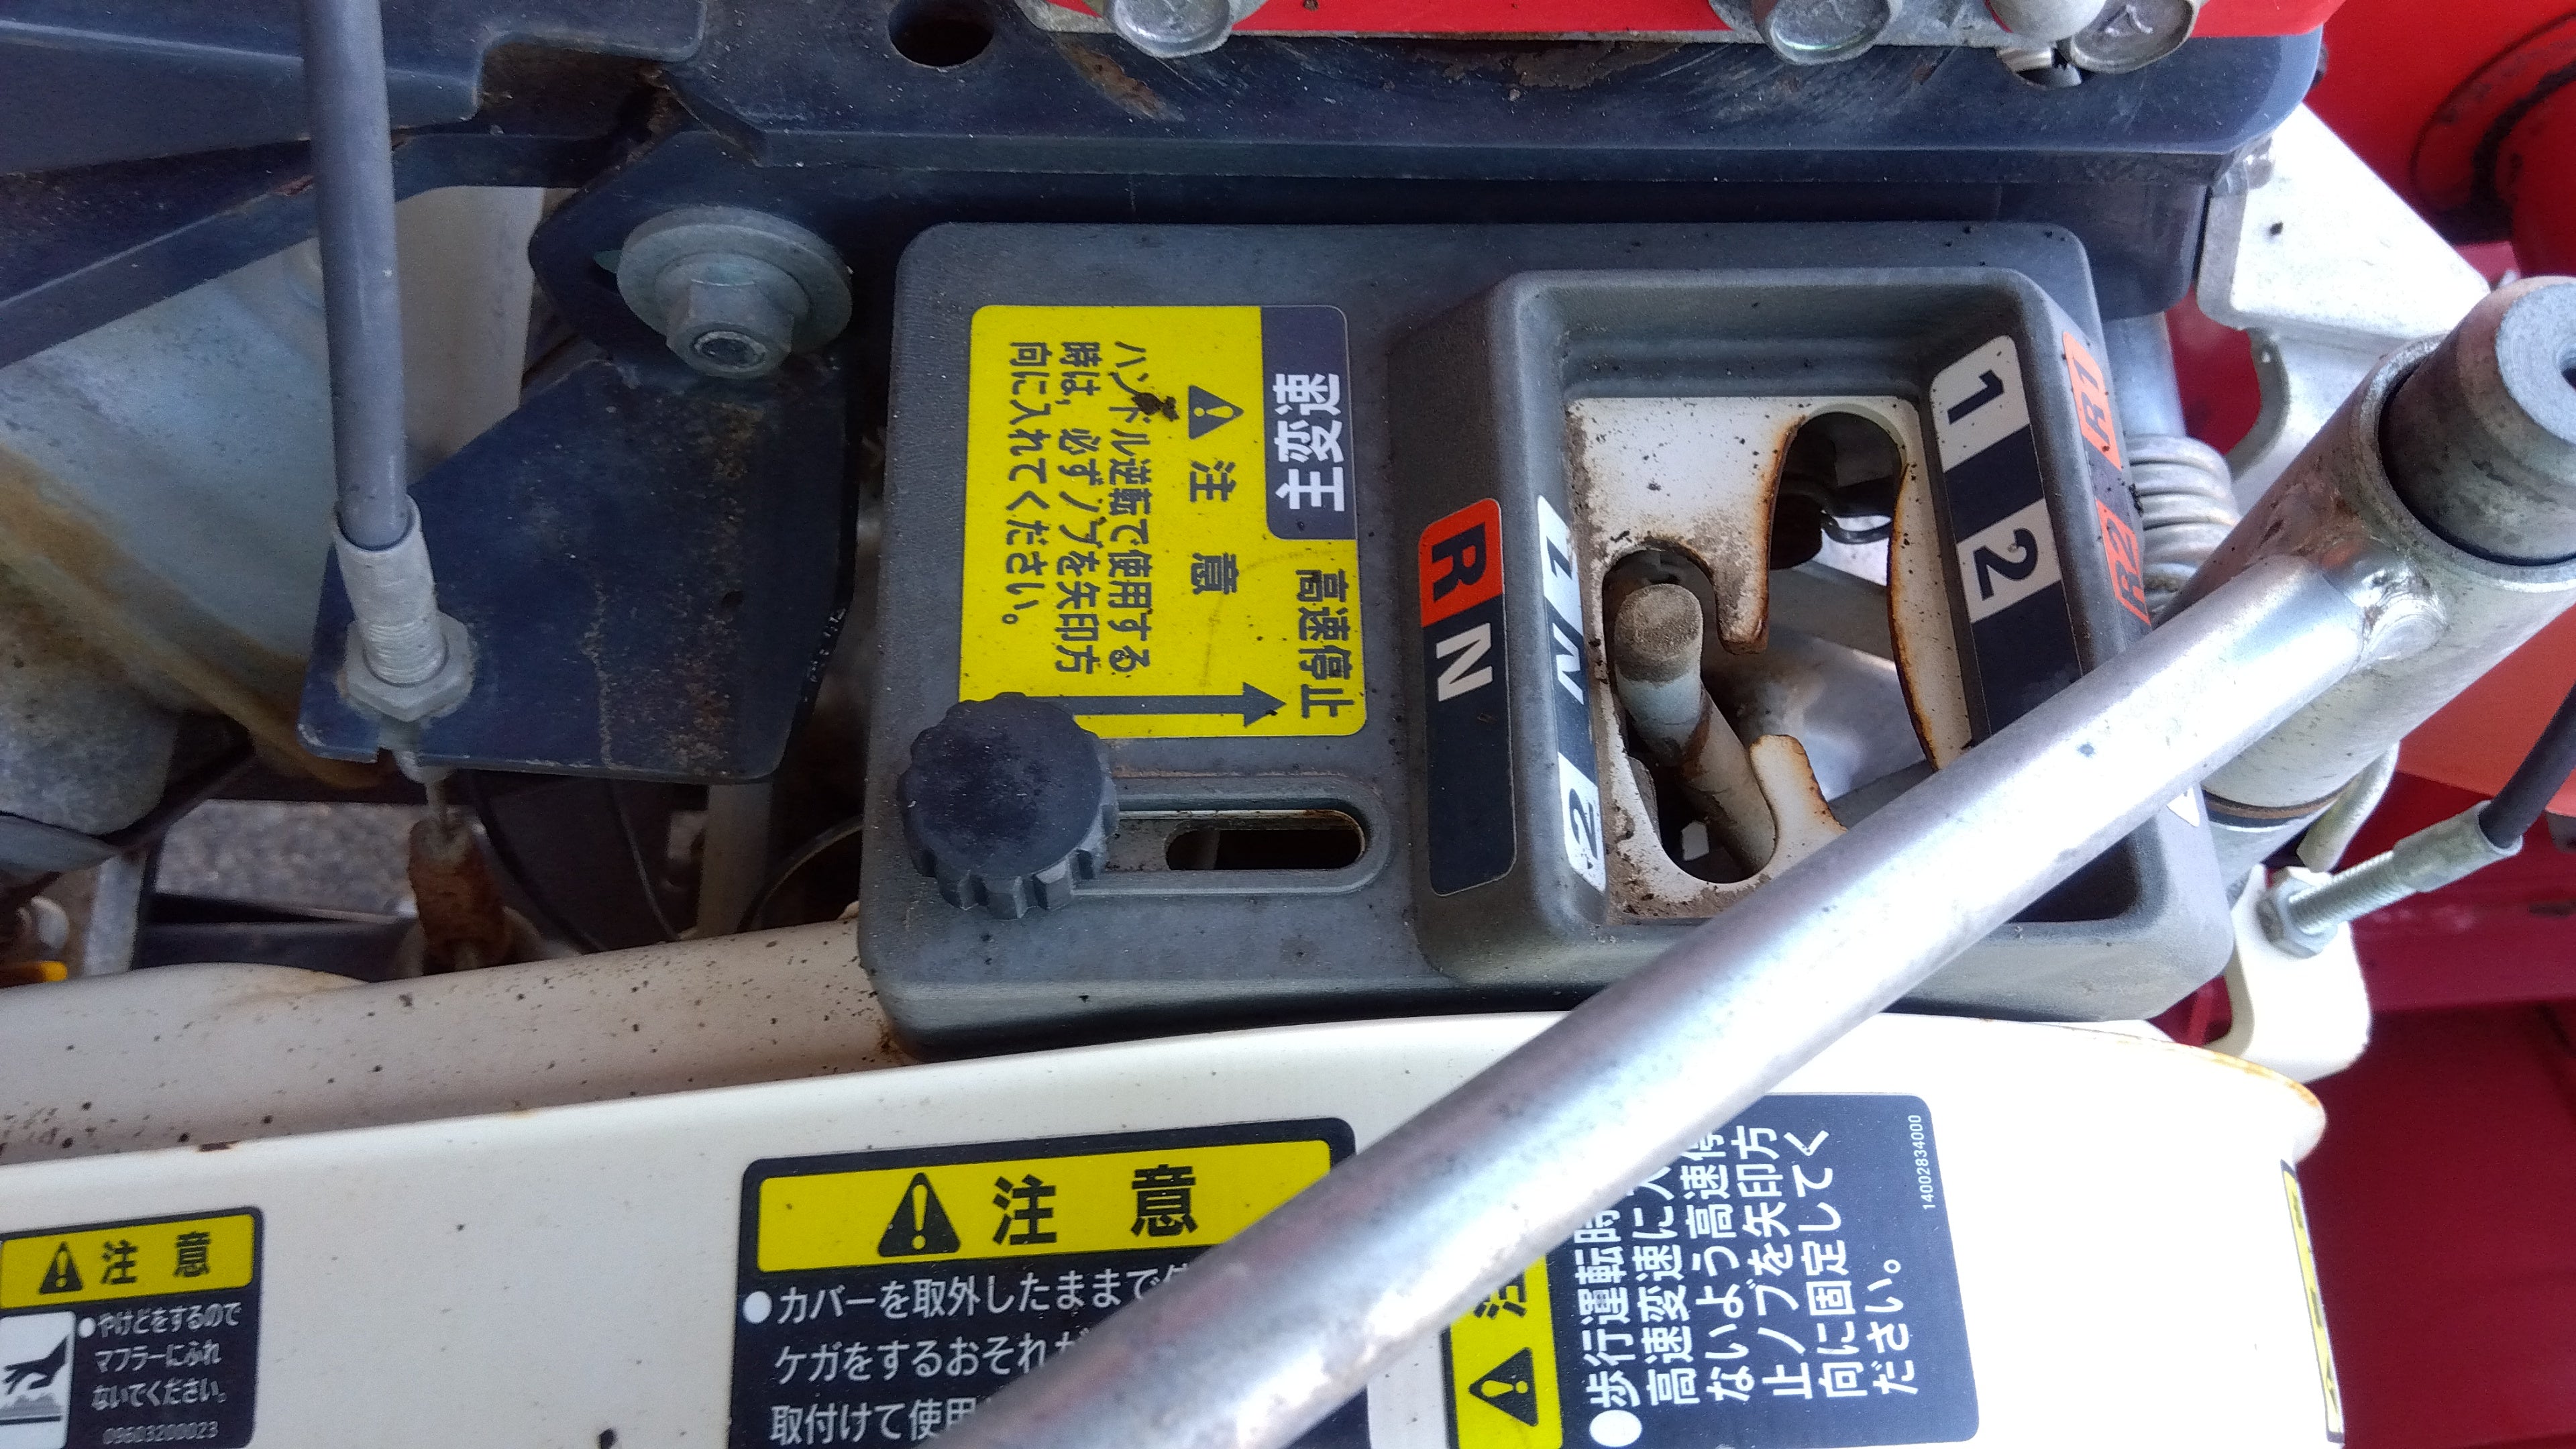 主変速
高速停止
注 意
ハンドル逆転で使用する
時は、必ずノブを矢印方
向に入れてください。
R N
1 N 2
1 2
R1 R2
注 意
●カバーを取外したままで
ケガをするおそれが
取付けて使用
注
●歩行運転時
高速変速に
ないよう高速停
止ノブを矢印方
向に固定してく
ださい。
14002834000
注 意
●やけどをするので
マフラーにふれ
ないでください。
09603200023